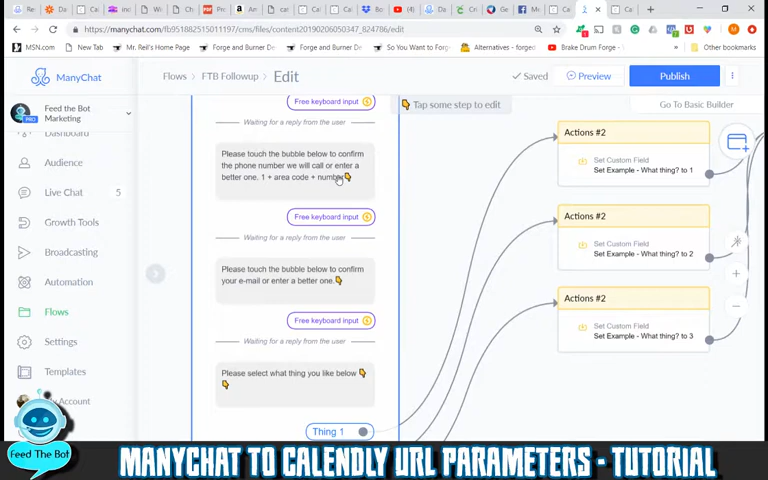 https://manychat.com/fb951882515011197/cms/files/content20190206050347_824786/edit
MSN.com New Tab Mr. Reil's Home Page Forge and Burner De Forge and Burner D So You Want to Forg Alternatives - forged Brake Drum Forge - Other bookmarks
ManyChat
Flows › FTB Followup › Edit
Saved
Preview
Publish
Feed the Bot
Marketing
PRO
Dashboard
Audience
Live Chat 5
Growth Tools
Broadcasting
Automation
Flows
Settings
Templates
My Account
Tap some step to edit
Go To Basic Builder
Free keyboard input
Waiting for a reply from the user
Please touch the bubble below to confirm
the phone number we will call or enter a
better one. 1 + area code + number
Free keyboard input
Waiting for a reply from the user
Please touch the bubble below to confirm
your e-mail or enter a better one.
Free keyboard input
Waiting for a reply from the user
Please select what thing you like below
Thing 1
Actions #2
Set Custom Field
Set Example - What thing? to 1
Actions #2
Set Custom Field
Set Example - What thing? to 2
Actions #2
Set Custom Field
Set Example - What thing? to 3
Feed The Bot
MANYCHAT TO CALENDLY URL PARAMETERS - TUTORIAL